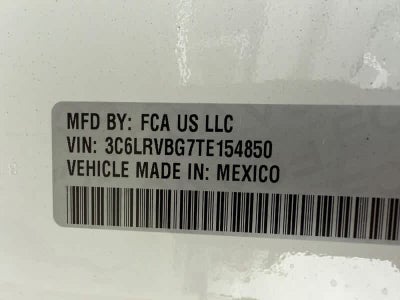 MFD BY: FCA US LLC
VIN: 3C6LRVBG7TE154850
VEHICLE MADE IN: MEXICO